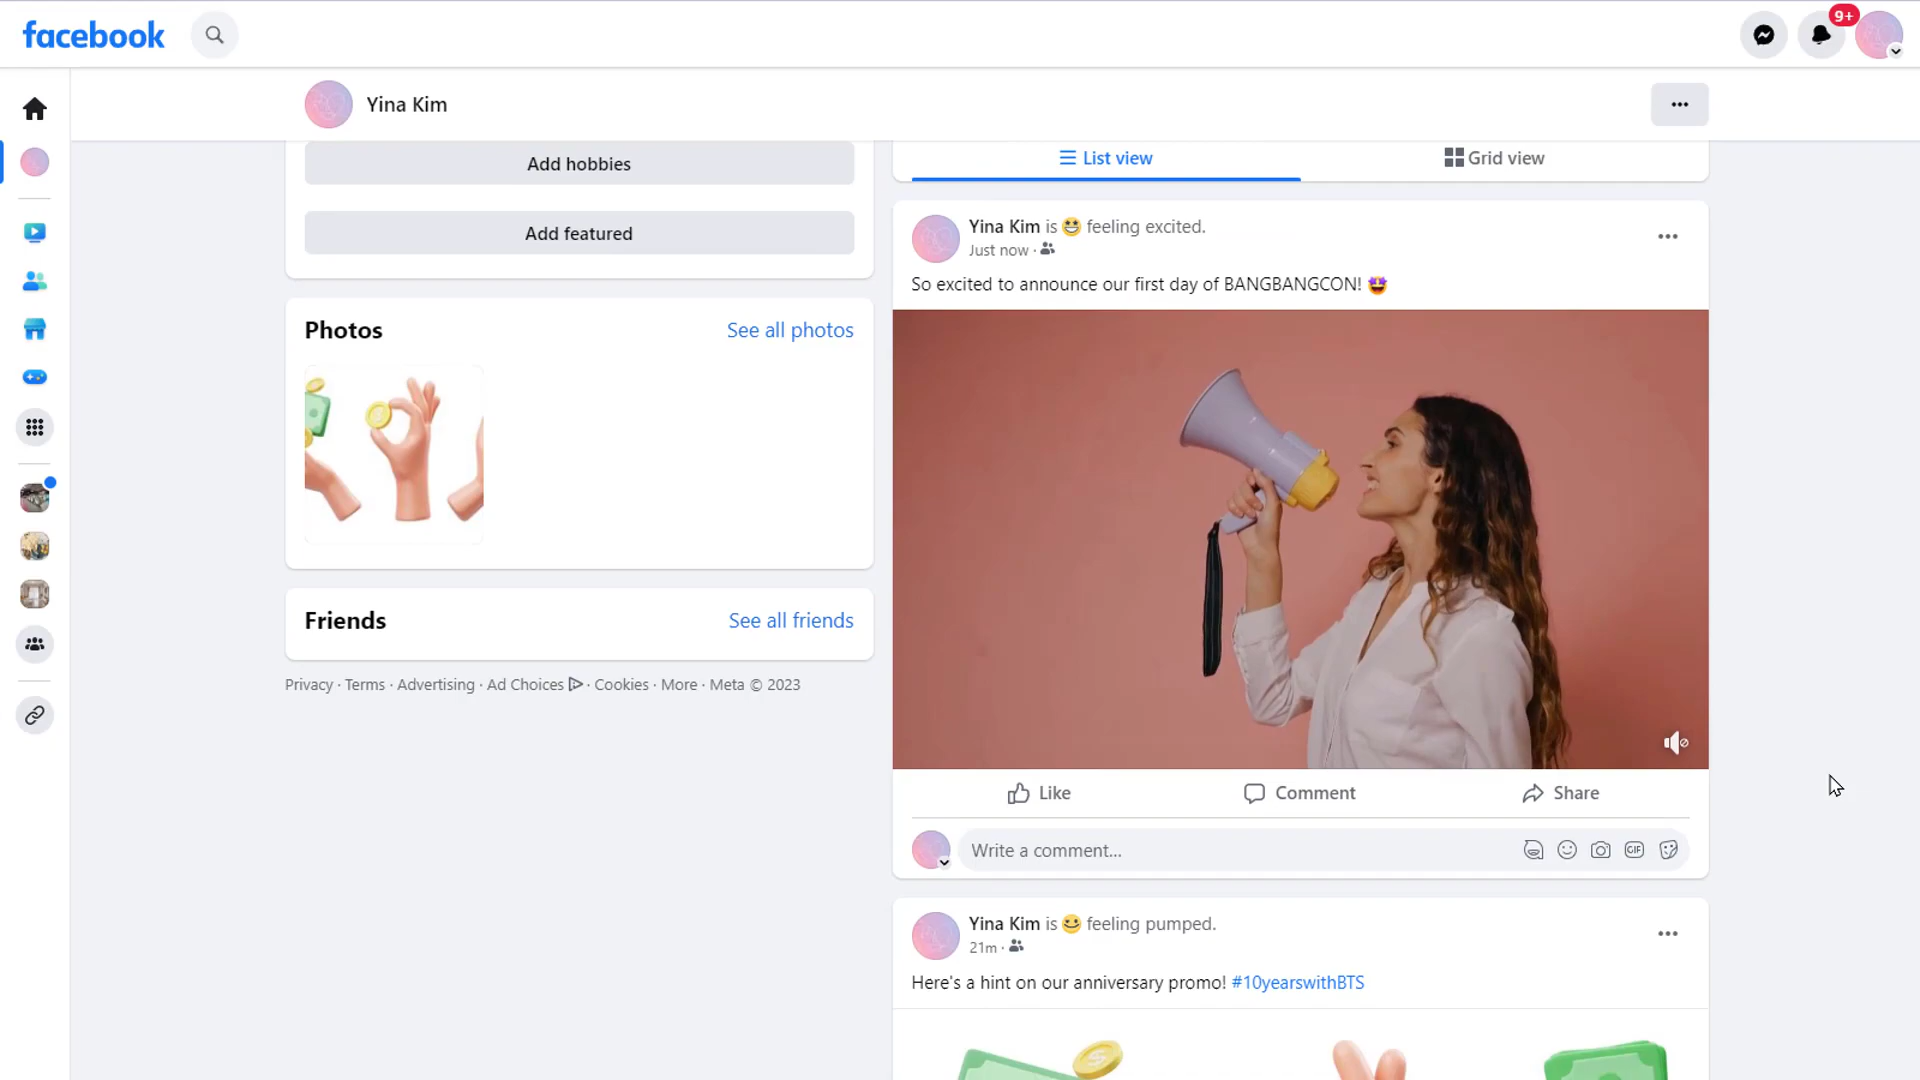 facebook
9+
Yina Kim
Add hobbies
Add featured
Photos
See all photos
Friends
See all friends
Privacy · Terms · Advertising · Ad Choices · Cookies · More · Meta © 2023
List view
Grid view
Yina Kim is 😀 feeling excited.
Just now ·
So excited to announce our first day of BANGBANGCON! 🤩
Like
Comment
Share
Write a comment...
GIF
Yina Kim is 😀 feeling pumped.
21m ·
Here's a hint on our anniversary promo! #10yearswithBTS